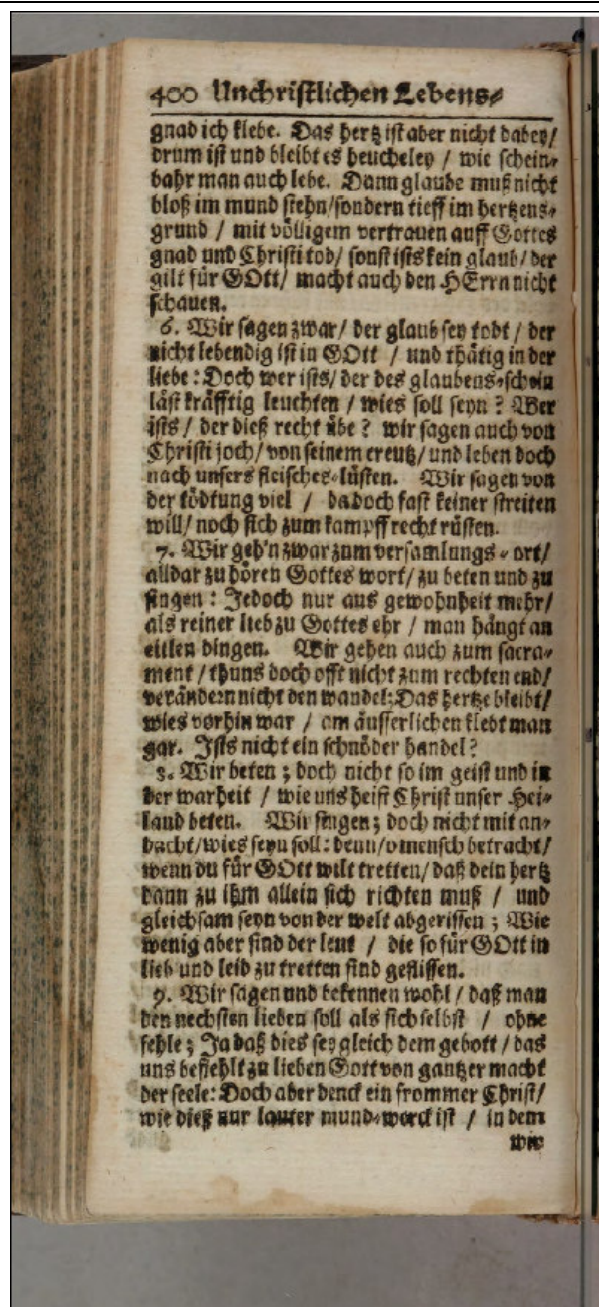 400 Unchristlichen Lebens⸗
gnad ich klebe. Das hertz ist aber nicht dabey/
drum ist und bleibt es heucheley / wie schein⸗
bahr man auch lebe. Dann glaube muß nicht
bloß im mund stehn/sondern tieff im hertzens⸗
grund / mit völligem vertrauen auff Gottes
gnad und Christi tod/ sonst ists kein glaub/ der
gilt für GOtt/ macht auch den HErrn nicht
schauen.
6. Wir sagen zwar/ der glaub sey todt / der
nicht lebendig ist in GOtt / und thätig in der
liebe: Doch wer ists/ der des glaubens⸗schein
läst kräfftig leuchten / wies soll seyn? Wer
ists / der dieß recht übe? wir sagen auch von
Christi joch/ von seinem creutz/ und leben doch
nach unsers fleisches⸗lüsten. Wir sagen von
der tödtung viel / da doch fast keiner streiten
will/ noch sich zum kampff recht rüsten.
7. Wir geh'n zwar zum versamlungs⸗ort/
alldar zu hören Gottes wort/ zu beten und zu
singen: Jedoch nur aus gewohnheit mehr/
als reiner lieb zu Gottes ehr / man hängt an
eitlen dingen. Wir gehen auch zum sacra⸗
ment / thuns doch offt nicht zum rechten end/
verändern nicht den wandel: Das hertze bleibt/
wies vorhin war / am äusserlichen klebt man
gar. Ists nicht ein schnöder handel?
8. Wir beten; doch nicht so im geist und in
der warheit / wie uns heist Christ unser Hei⸗
land beten. Wir singen; doch nicht mit an⸗
dacht/ wies seyn soll: denn/ o mensch betracht/
wenn du für GOtt wilt tretten/ daß dein hertz
dann zu ihm allein sich richten muß / und
gleichsam seyn von der welt abgerissen; Wie
wenig aber sind der leut / die so für GOtt in
lieb und leid zu tretten sind geflissen.
9. Wir sagen und bekennen wohl / daß man
den nechsten lieben soll als sich selbst / ohne
fehle; Ja daß dies sey gleich dem gebott / das
uns befiehlt zu lieben Gott von gantzer macht
der seele: Doch aber denck ein frommer Christ/
wie dieß nur lauter mund⸗werck ist / in dem
wir